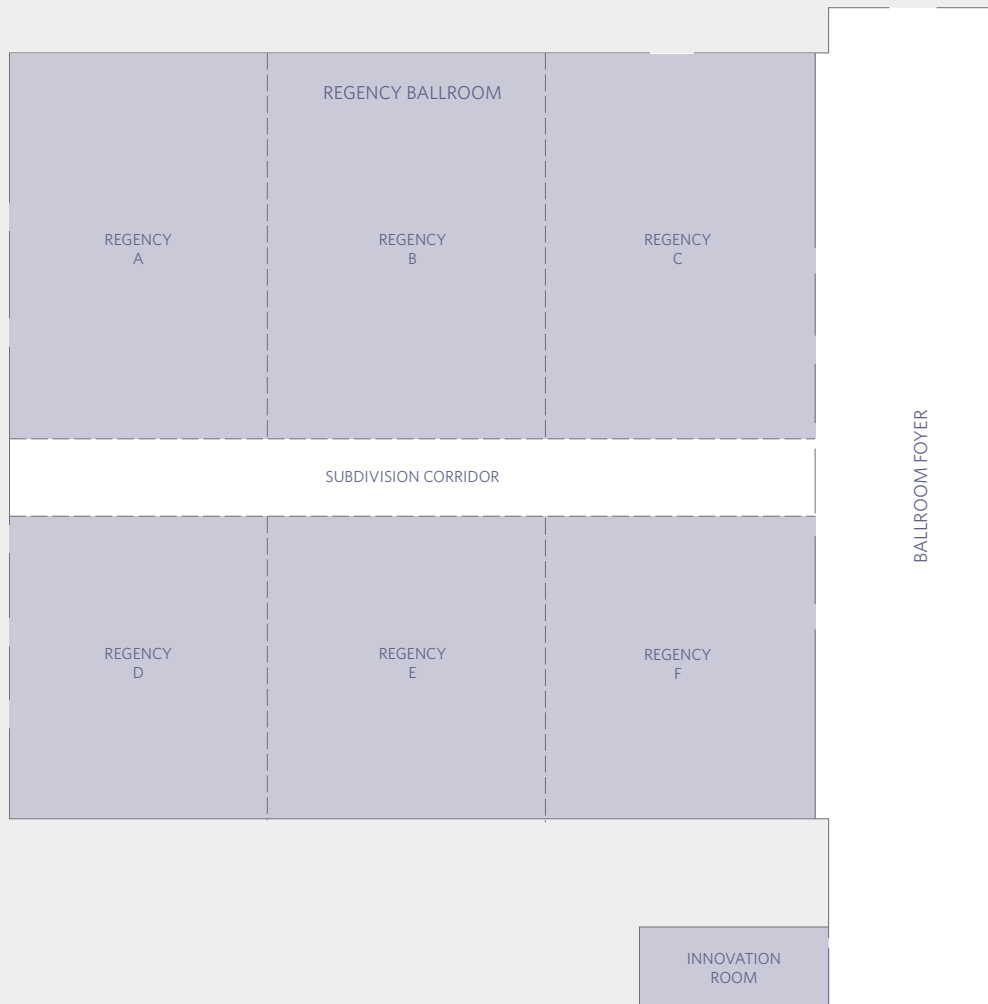 REGENCY BALLROOM
REGENCY
A
REGENCY
B
REGENCY
C
SUBDIVISION CORRIDOR
BALLROOM FOYER
REGENCY
D
REGENCY
E
REGENCY
F
INNOVATION
ROOM